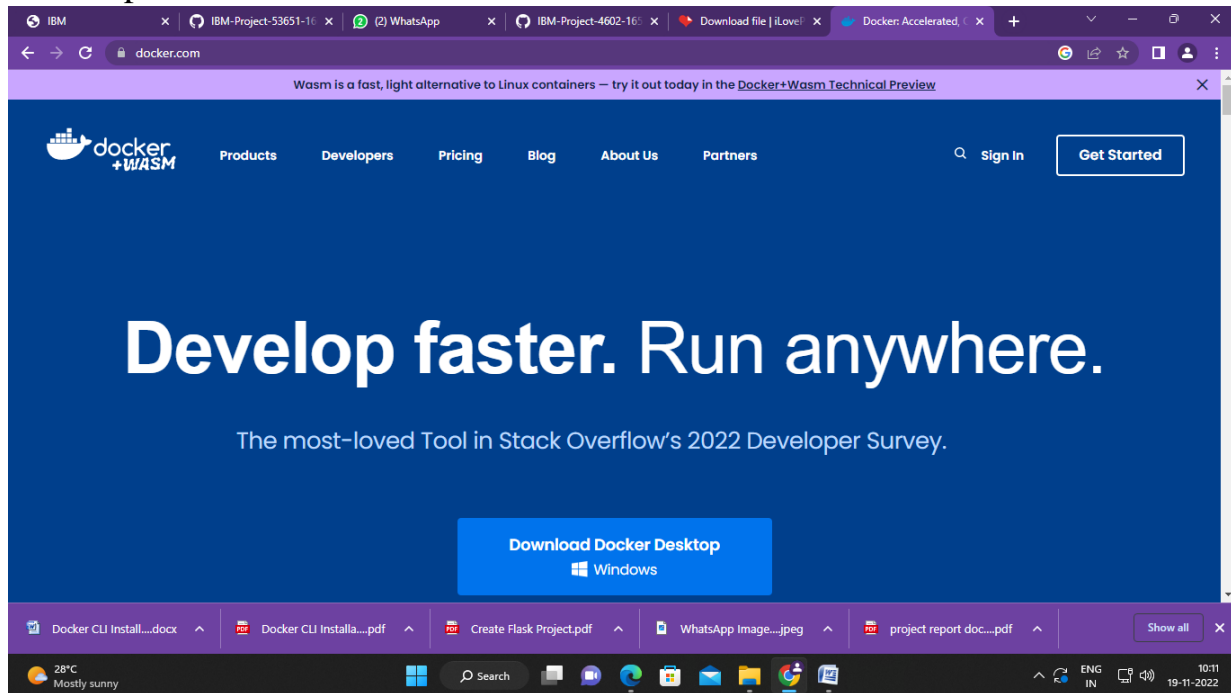 IBM
IBM-Project-53651-16
(2) WhatsApp
IBM-Project-4602-165
Download file | iLoveP
Docker: Accelerated, C
docker.com
Wasm is a fast, light alternative to Linux containers — try it out today in the Docker+Wasm Technical Preview
docker
+WASM
Products Developers Pricing Blog About Us Partners Sign In Get Started
Develop faster. Run anywhere.
The most-loved Tool in Stack Overflow's 2022 Developer Survey.
Download Docker Desktop
Windows
Docker CLI Install....docx
Docker CLI Installa....pdf
Create Flask Project.pdf
WhatsApp Image....jpeg
project report doc....pdf
Show all
28°C
Mostly sunny
Search
ENG
IN
10:11
19-11-2022